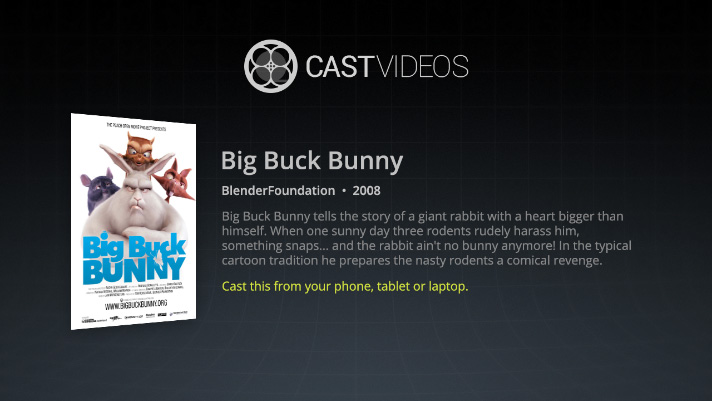 CASTVIDEOS
THE PEACH OPEN MOVIE PROJECT PRESENTS
Big Buck
BUNNY
WWW.BIGBUCKBUNNY.ORG
Big Buck Bunny
BlenderFoundation • 2008
Big Buck Bunny tells the story of a giant rabbit with a heart bigger than
himself. When one sunny day three rodents rudely harass him,
something snaps... and the rabbit ain't no bunny anymore! In the typical
cartoon tradition he prepares the nasty rodents a comical revenge.
Cast this from your phone, tablet or laptop.